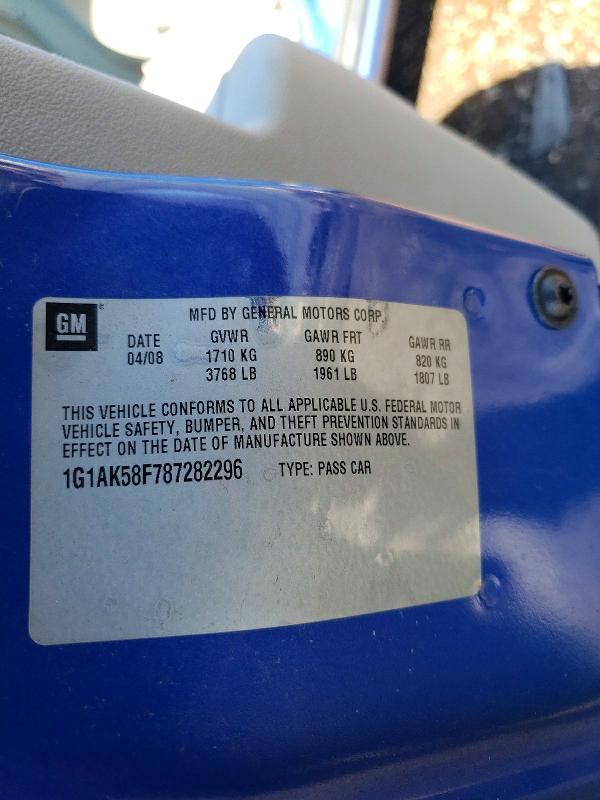 GM
MFD BY GENERAL MOTORS CORP.
DATE GVWR GAWR FRT GAWR RR
04/08 1710 KG 890 KG 820 KG
3768 LB 1961 LB 1807 LB
THIS VEHICLE CONFORMS TO ALL APPLICABLE U.S. FEDERAL MOTOR
VEHICLE SAFETY, BUMPER, AND THEFT PREVENTION STANDARDS IN
EFFECT ON THE DATE OF MANUFACTURE SHOWN ABOVE.
1G1AK58F787282296 TYPE: PASS CAR